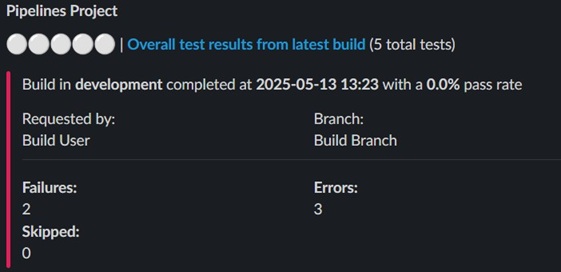 Pipelines Project
| Overall test results from latest build (5 total tests)
Build in development completed at 2025-05-13 13:23 with a 0.0% pass rate
Requested by: Branch:
Build User Build Branch
Failures: Errors:
2 3
Skipped:
0